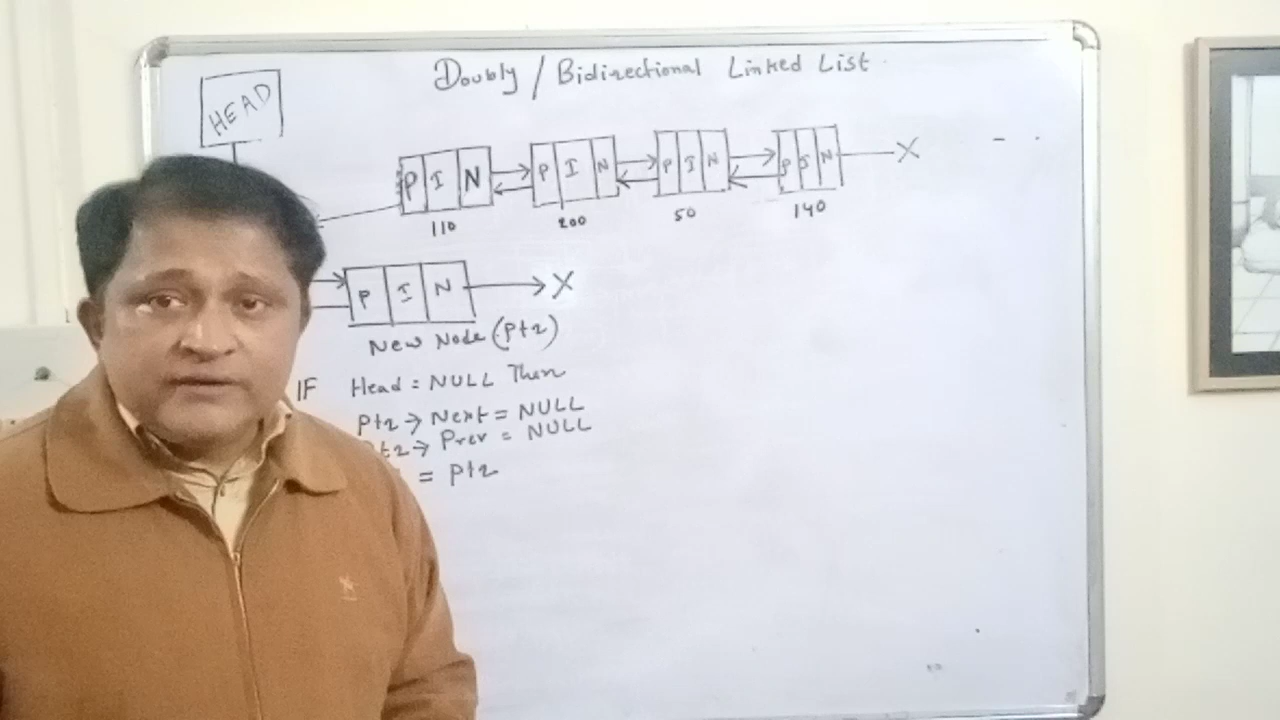 Doubly / Bidirectional Linked List
HEAD
P I N P I N P I N P I N X
110 200 50 140
P I N X
New Node (Ptr)
IF Head = NULL Then
Ptr → Next = NULL
Ptr → Prev = NULL
= Ptr